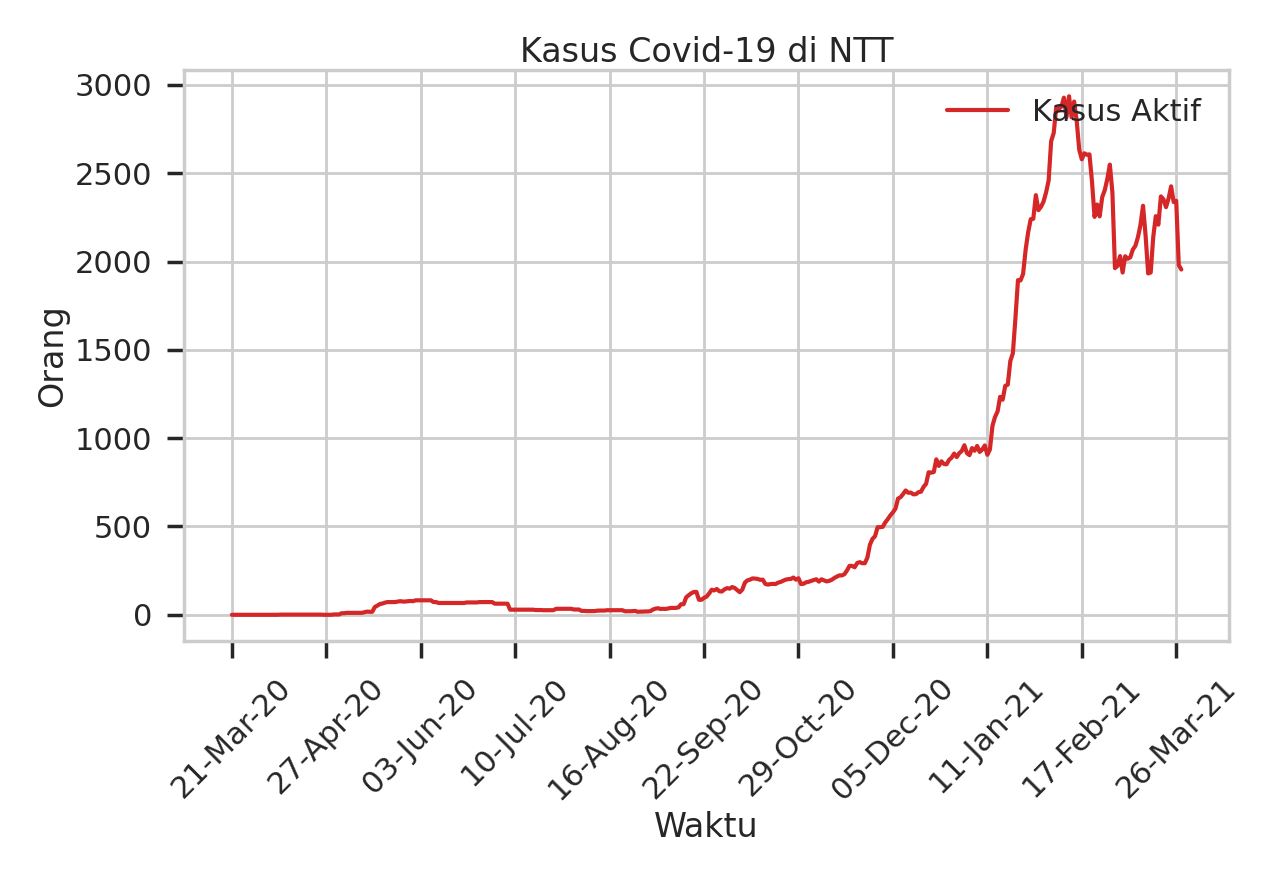 Kasus Covid-19 di NTT
Kasus Aktif
Orang
3000
2500
2000
1500
1000
500
0
21-Mar-20
27-Apr-20
03-Jun-20
10-Jul-20
16-Aug-20
22-Sep-20
29-Oct-20
05-Dec-20
11-Jan-21
17-Feb-21
26-Mar-21
Waktu